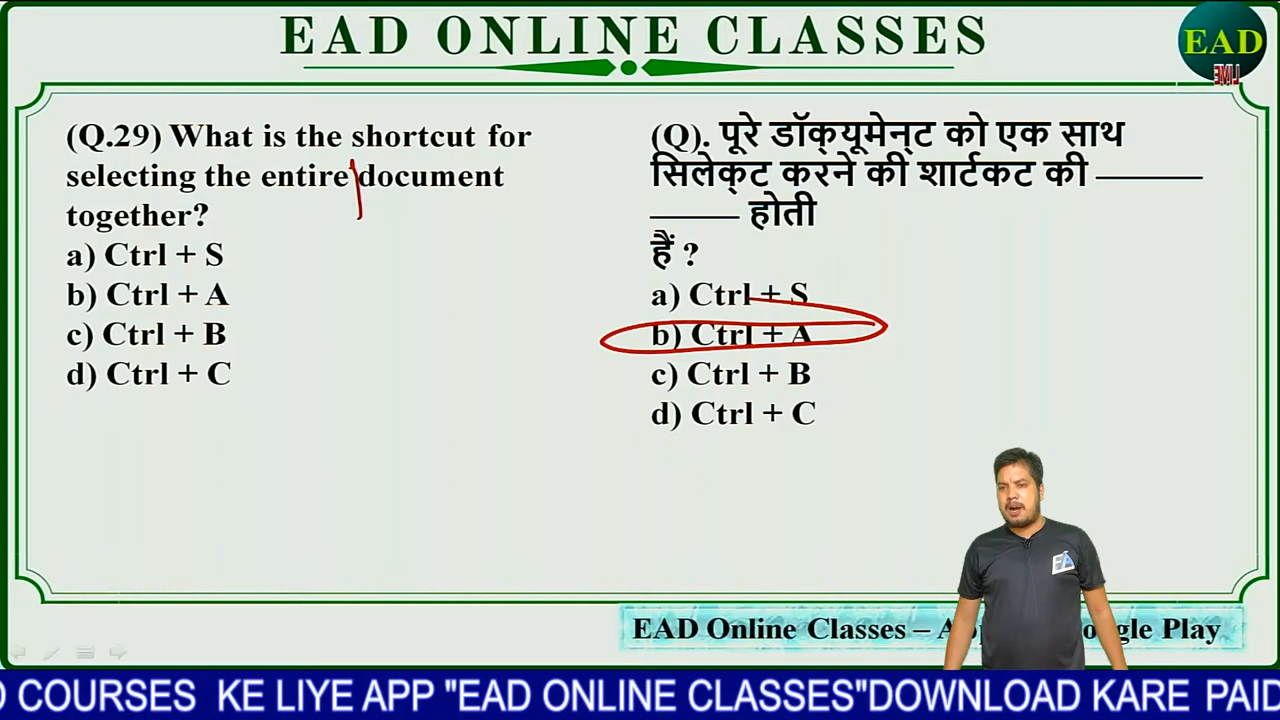 EAD ONLINE CLASSES
EAD
LIVE
(Q.29) What is the shortcut for
selecting the entire document
together?
a) Ctrl + S
b) Ctrl + A
c) Ctrl + B
d) Ctrl + C
(Q). पूरे डॉक्‌यूमेन्‌ट को एक साथ
सिलेक्‌ट करने की शार्टकट की ————
———— होती
हैं ?
a) Ctrl + S
b) Ctrl + A
c) Ctrl + B
d) Ctrl + C
EAD Online Classes – Play
COURSES KE LIYE APP "EAD ONLINE CLASSES"DOWNLOAD KARE PAID